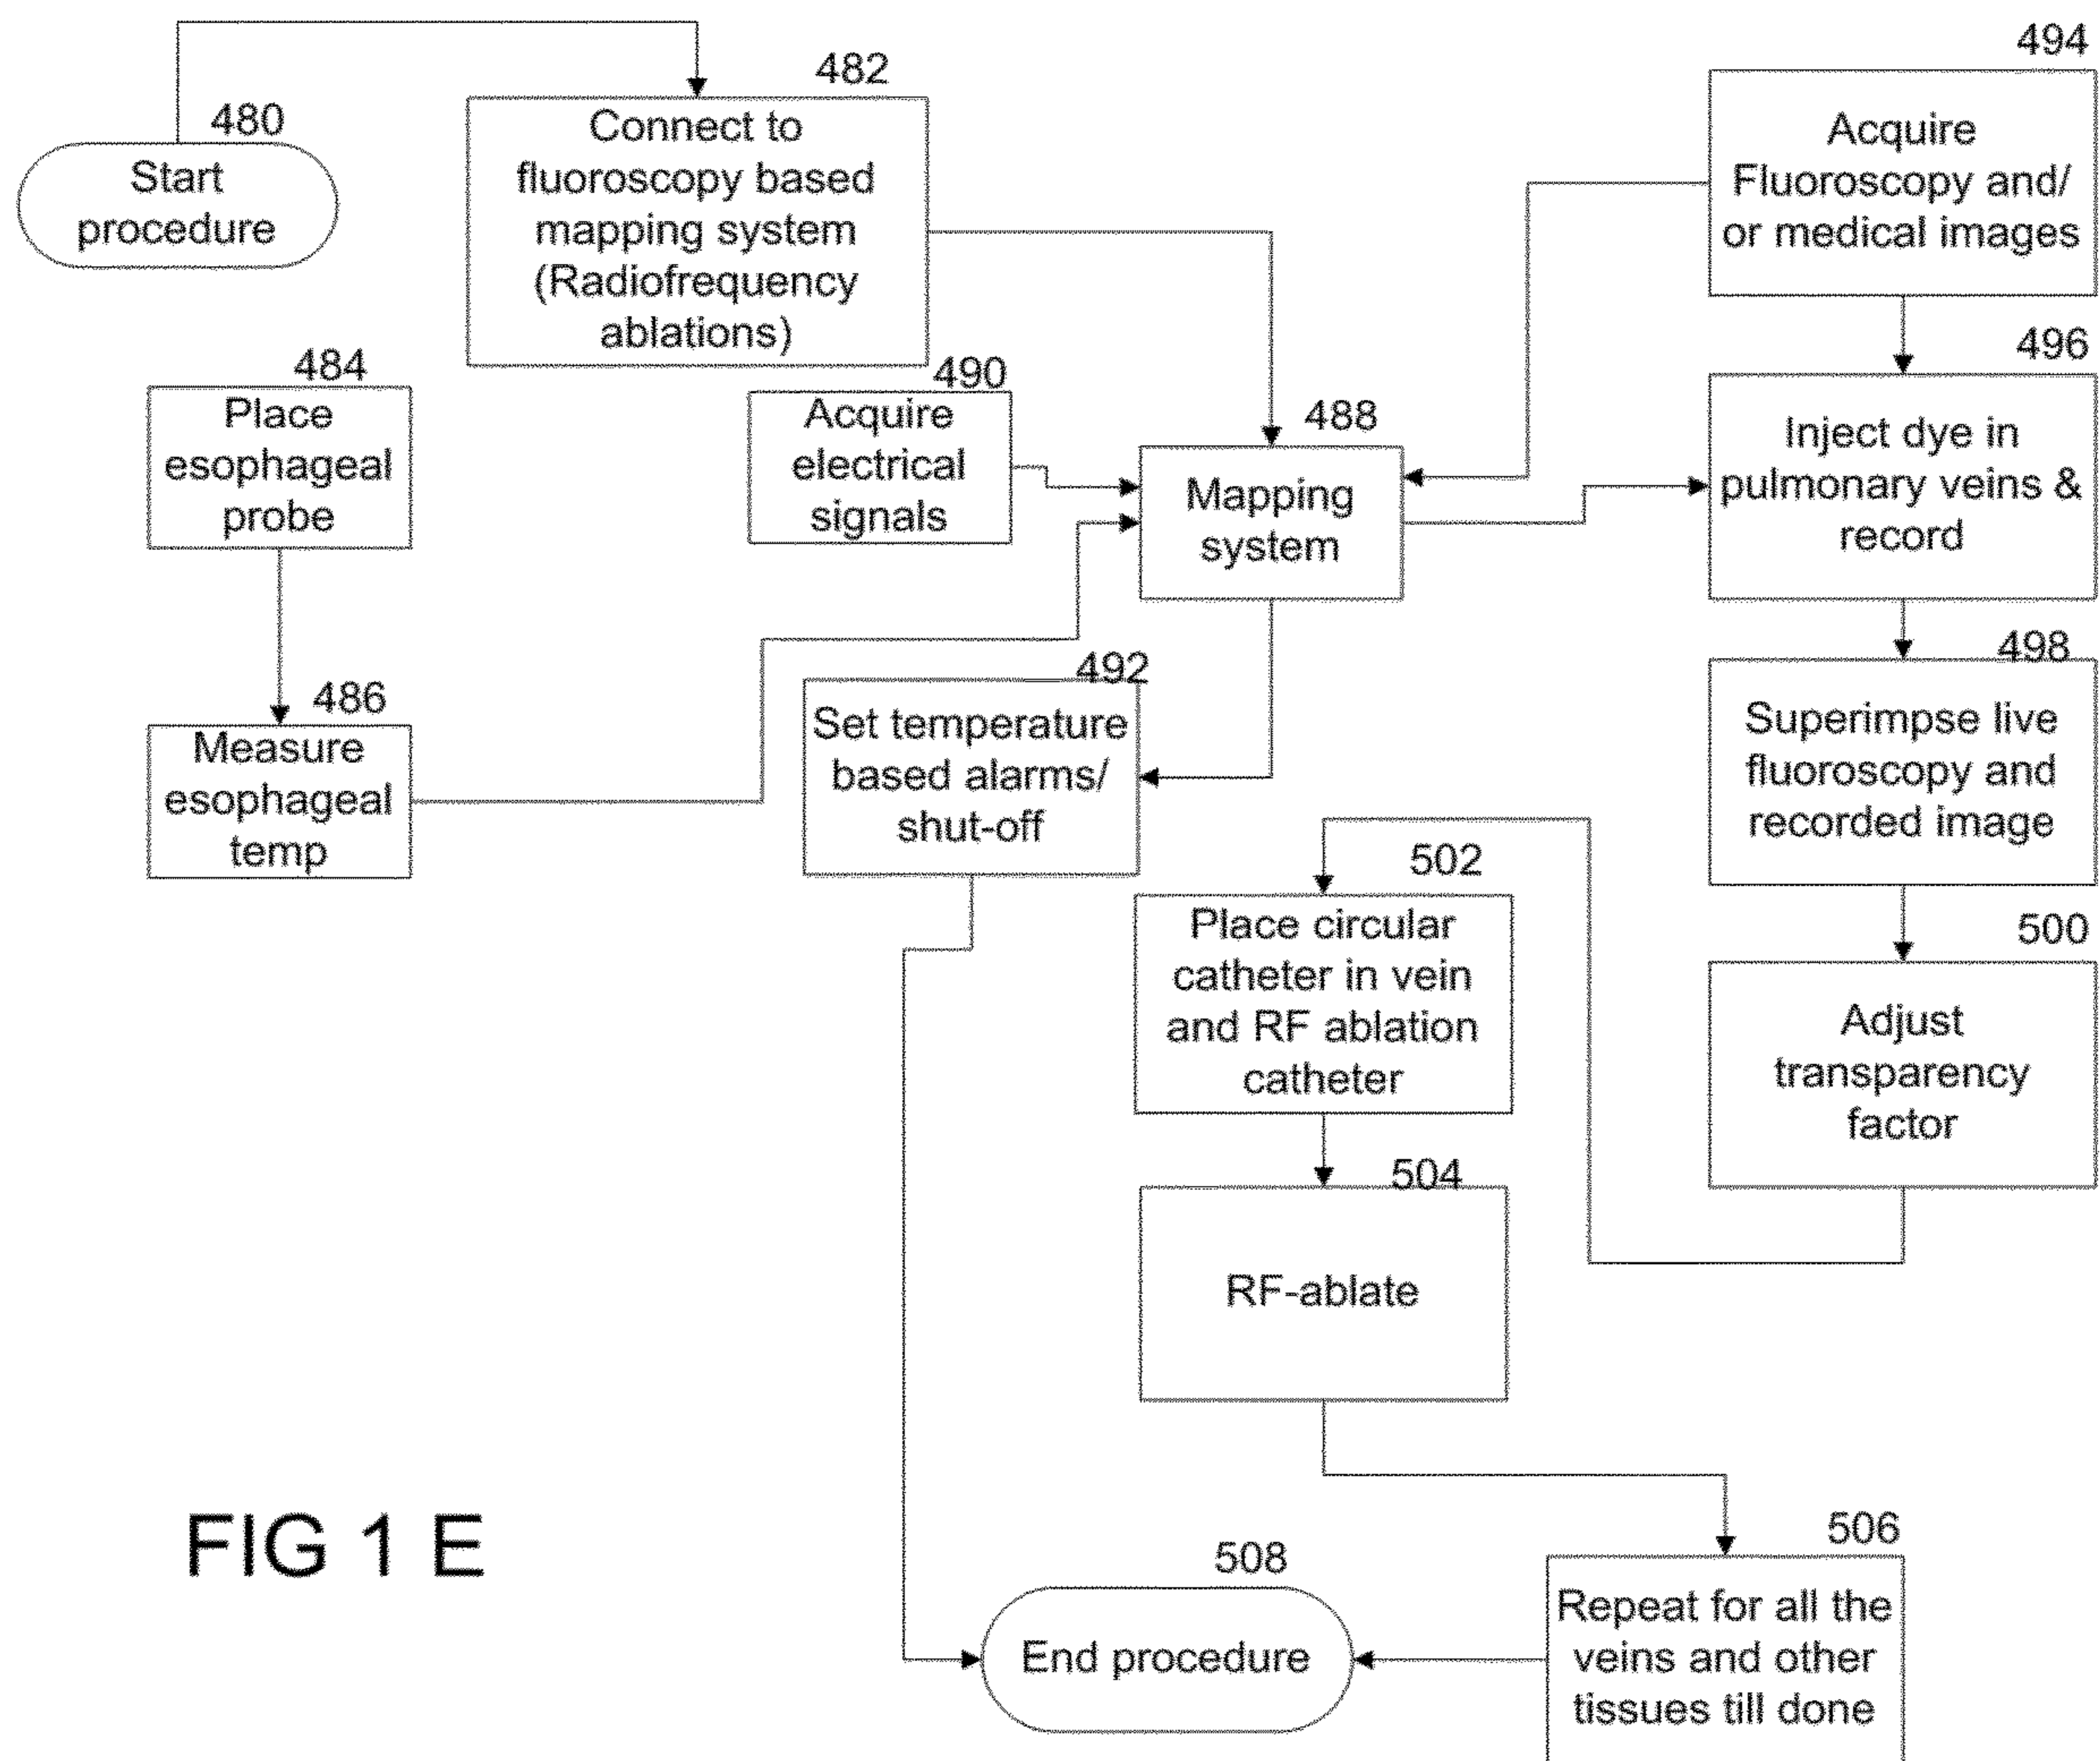 480
Start
procedure
482
Connect to
fluoroscopy based
mapping system
(Radiofrequency
ablations)
494
Acquire
Fluoroscopy and/
or medical images
484
Place
esophageal
probe
490
Acquire
electrical
signals
488
Mapping
system
496
Inject dye in
pulmonary veins &
record
486
Measure
esophageal
temp
492
Set temperature
based alarms/
shut-off
498
Superimpse live
fluoroscopy and
recorded image
502
Place circular
catheter in vein
and RF ablation
catheter
500
Adjust
transparency
factor
504
RF-ablate
506
Repeat for all the
veins and other
tissues till done
508
End procedure
FIG 1 E